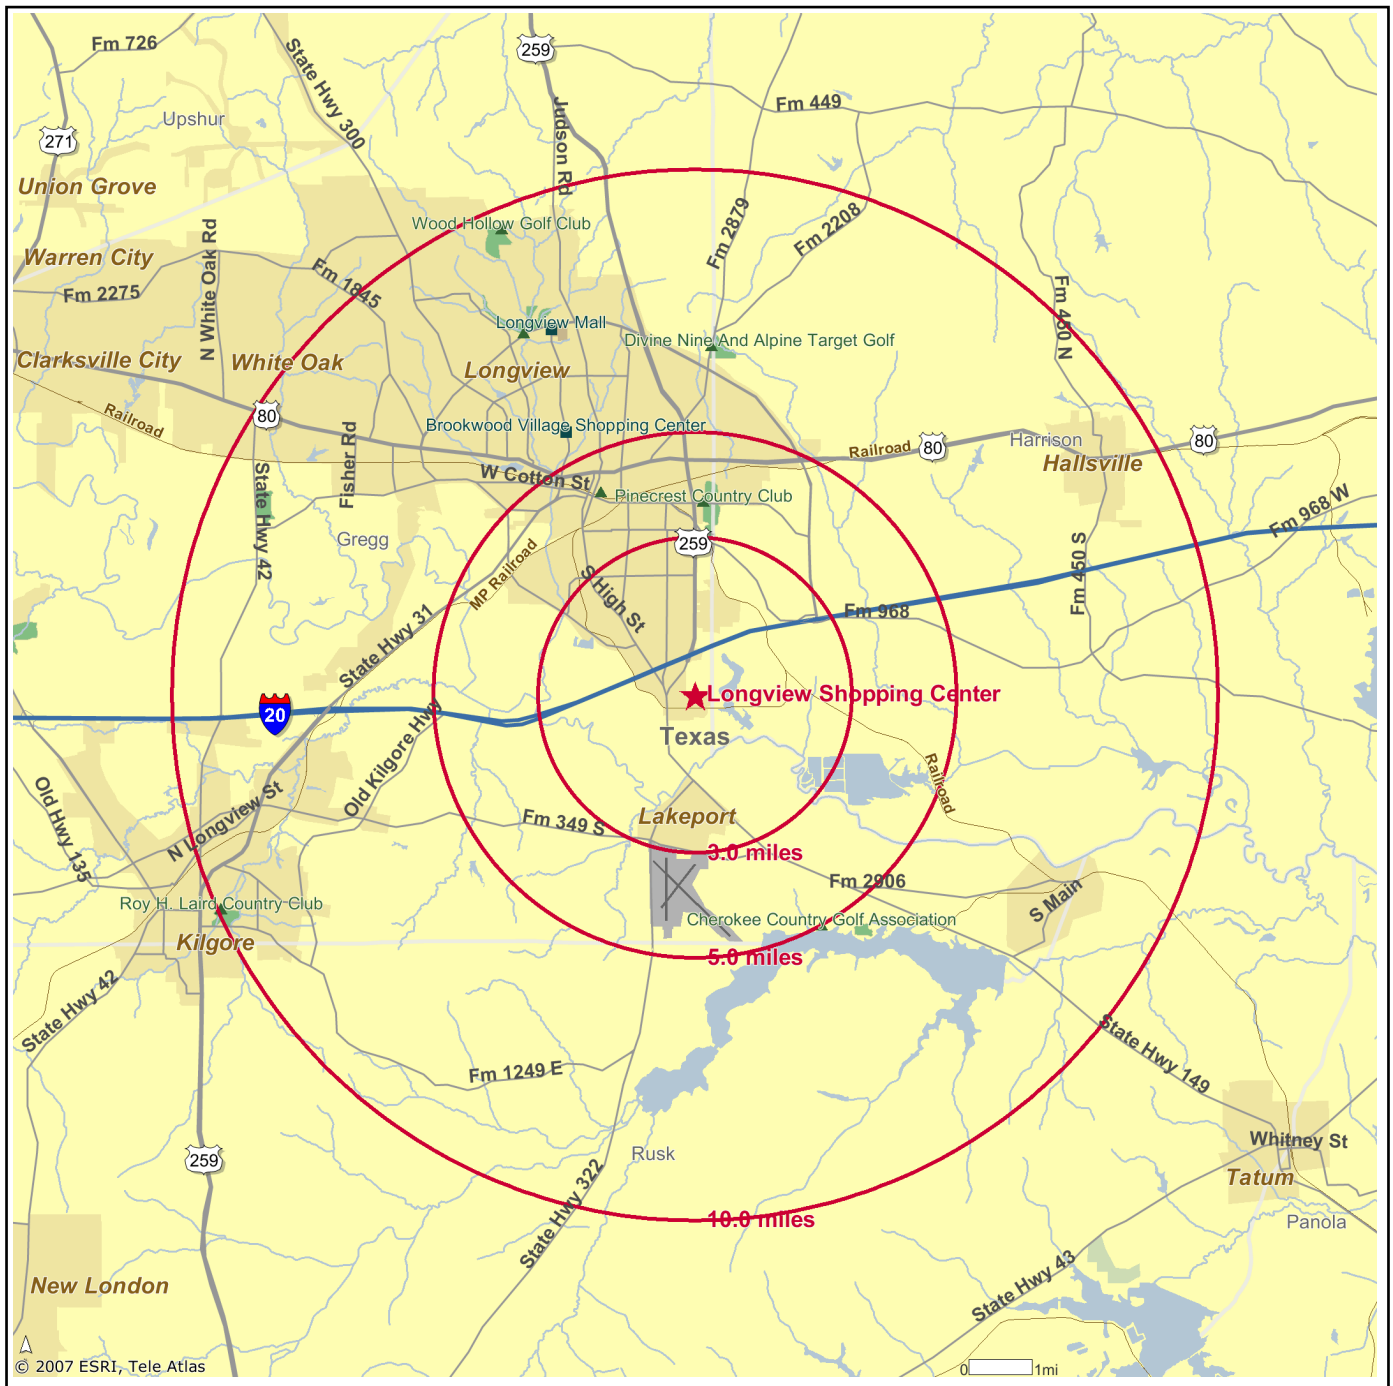 259
Fm 726
State Hwy 300
Judson Rd
Fm 449
Upshur
271
Union Grove
Wood Hollow Golf Club
Fm 2879
Fm 2208
N White Oak Rd
Warren City
Fm 1845
Fm 2275
Fm 450 N
Longview Mall
Divine Nine And Alpine Target Golf
Clarksville City
White Oak
Longview
80
Railroad
Brookwood Village Shopping Center
Fisher Rd
Railroad
80
Harrison
80
Hallsville
W Cotton St
Pinecrest Country Club
State Hwy 42
Fm 968 W
Gregg
MP Railroad
259
S High St
Fm 450 S
Fm 968
State Hwy 31
Longview Shopping Center
20
Texas
Old Kilgore Hwy
Railroad
Old Hwy 135
N Longview St
Fm 349 S
Lakeport
3.0 miles
Fm 2906
S Main
Roy H. Laird Country Club
Cherokee Country Golf Association
Kilgore
5.0 miles
State Hwy 42
State Hwy 149
Fm 1249 E
Whitney St
259
Rusk
Tatum
State Hwy 322
10.0 miles
Panola
New London
State Hwy 43
© 2007 ESRI, Tele Atlas
0 1mi